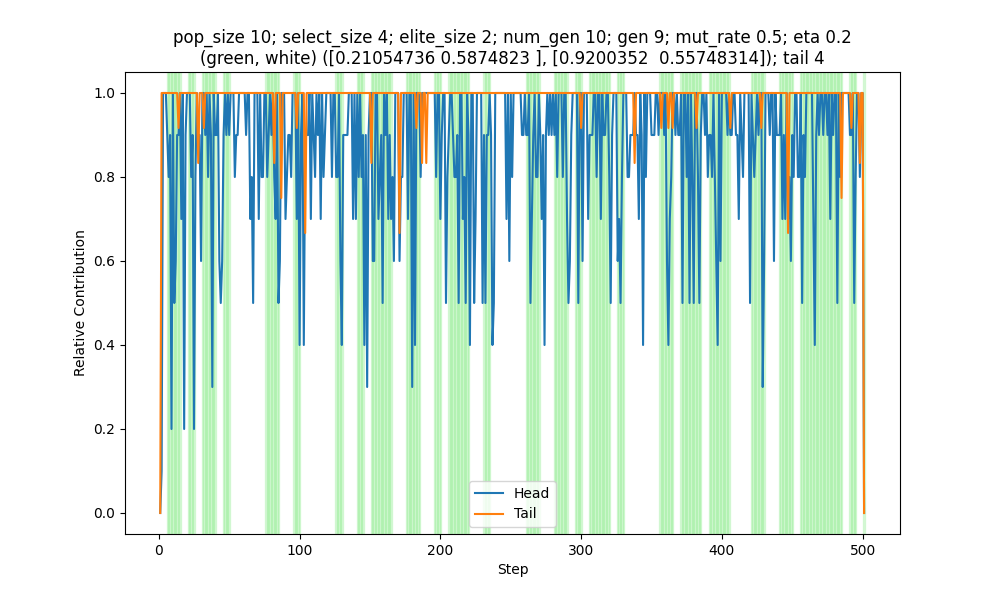 pop_size 10; select_size 4; elite_size 2; num_gen 10; gen 9; mut_rate 0.5; eta 0.2
(green, white) ([0.21054736 0.5874823 ], [0.9200352  0.55748314]); tail 4
1.0
0.8
0.6
0.4
0.2
0.0
Relative Contribution
Head
Tail
0
100
200
300
400
500
Step